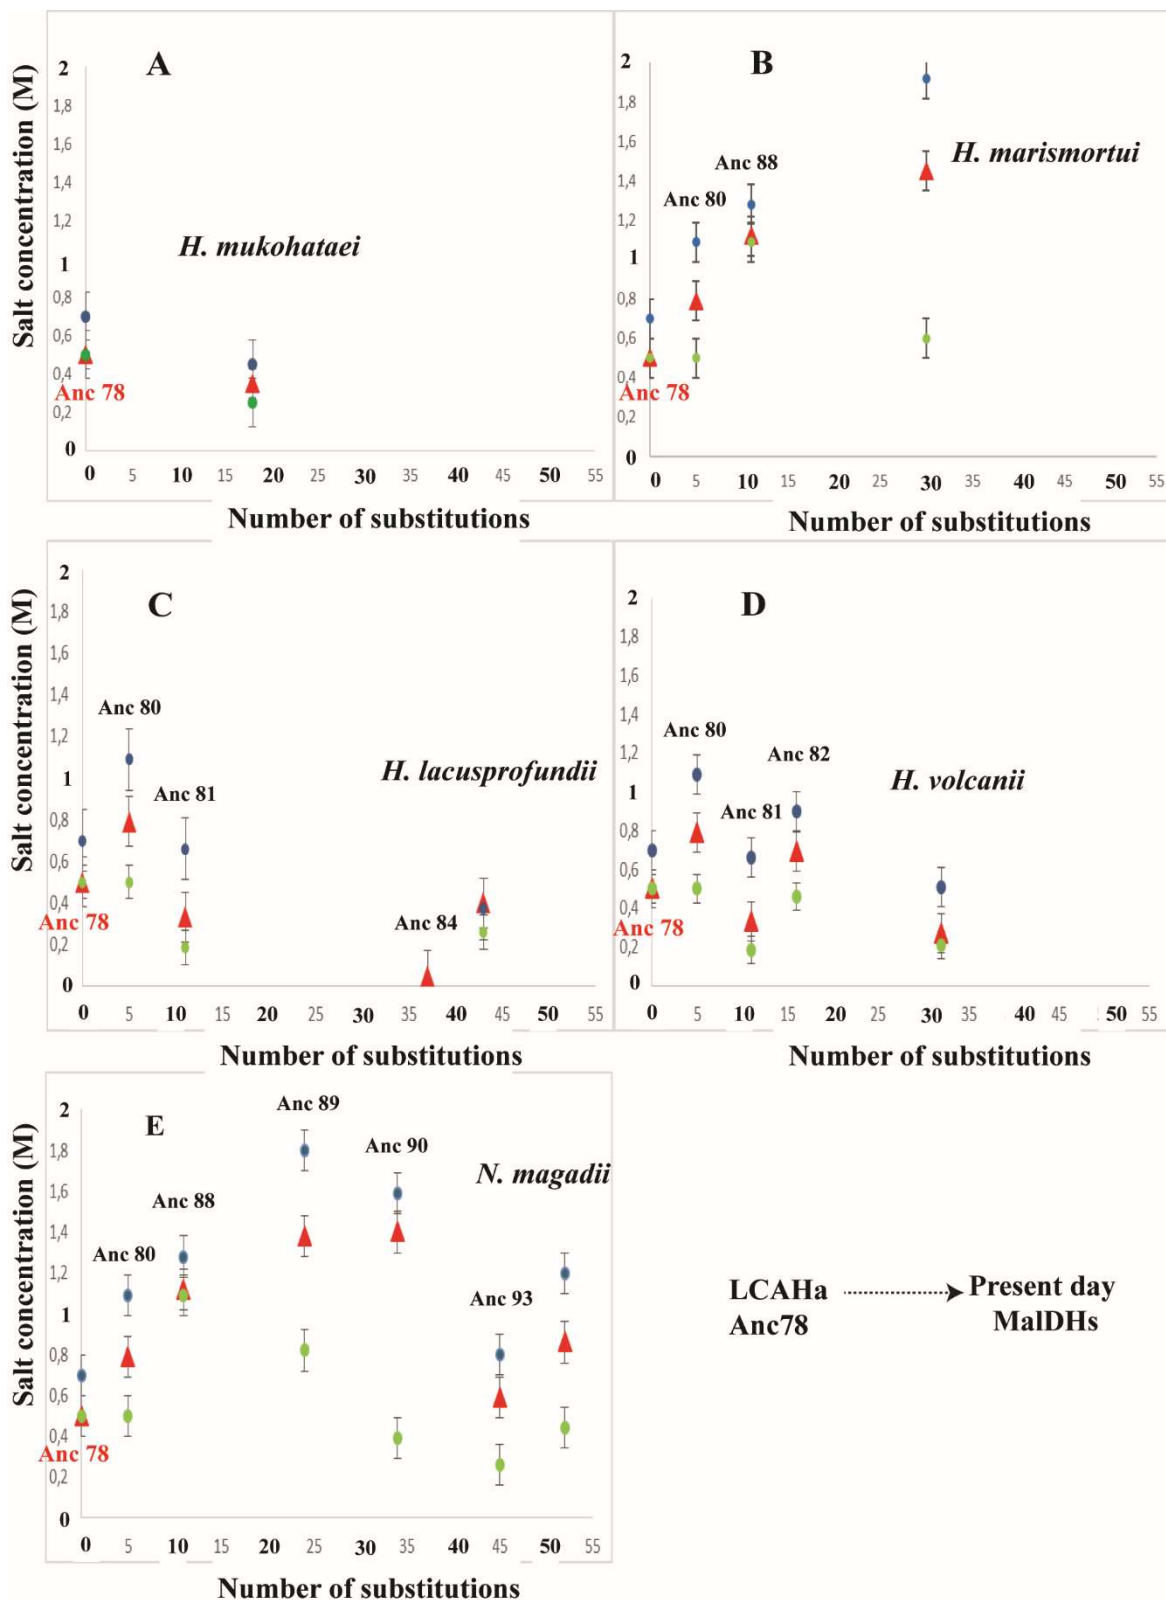 A
Salt concentration (M)
2
1,8
1,6
1,4
1,2
1
0,8
0,6
0,4
0,2
0
H. mukohataei
Anc 78
0 5 10 15 20 25 30 35 40 45 50 55
Number of substitutions
B
2
1,8
1,6
1,4
1,2
1
0,8
0,6
0,4
0,2
0
Anc 88
Anc 80
H. marismortui
Anc 78
0 5 10 15 20 25 30 35 40 45 50 55
Number of substitutions
C
Salt concentration (M)
2
1,8
1,6
1,4
1,2
1
0,8
0,6
0,4
0,2
0
Anc 80
Anc 81
H. lacusprofundii
Anc 84
Anc 78
0 5 10 15 20 25 30 35 40 45 50 55
Number of substitutions
D
2
1,8
1,6
1,4
1,2
1
0,8
0,6
0,4
0,2
0
Anc 80
Anc 82
Anc 81
H. volcanii
Anc 78
0 5 10 15 20 25 30 35 40 45 50 55
Number of substitutions
E
Salt concentration (M)
2
1,8
1,6
1,4
1,2
1
0,8
0,6
0,4
0,2
0
Anc 89
Anc 90
Anc 88
Anc 80
N. magadii
Anc 93
Anc 78
0 5 10 15 20 25 30 35 40 45 50 55
Number of substitutions
LCAHa Present day
Anc78 MalDHs